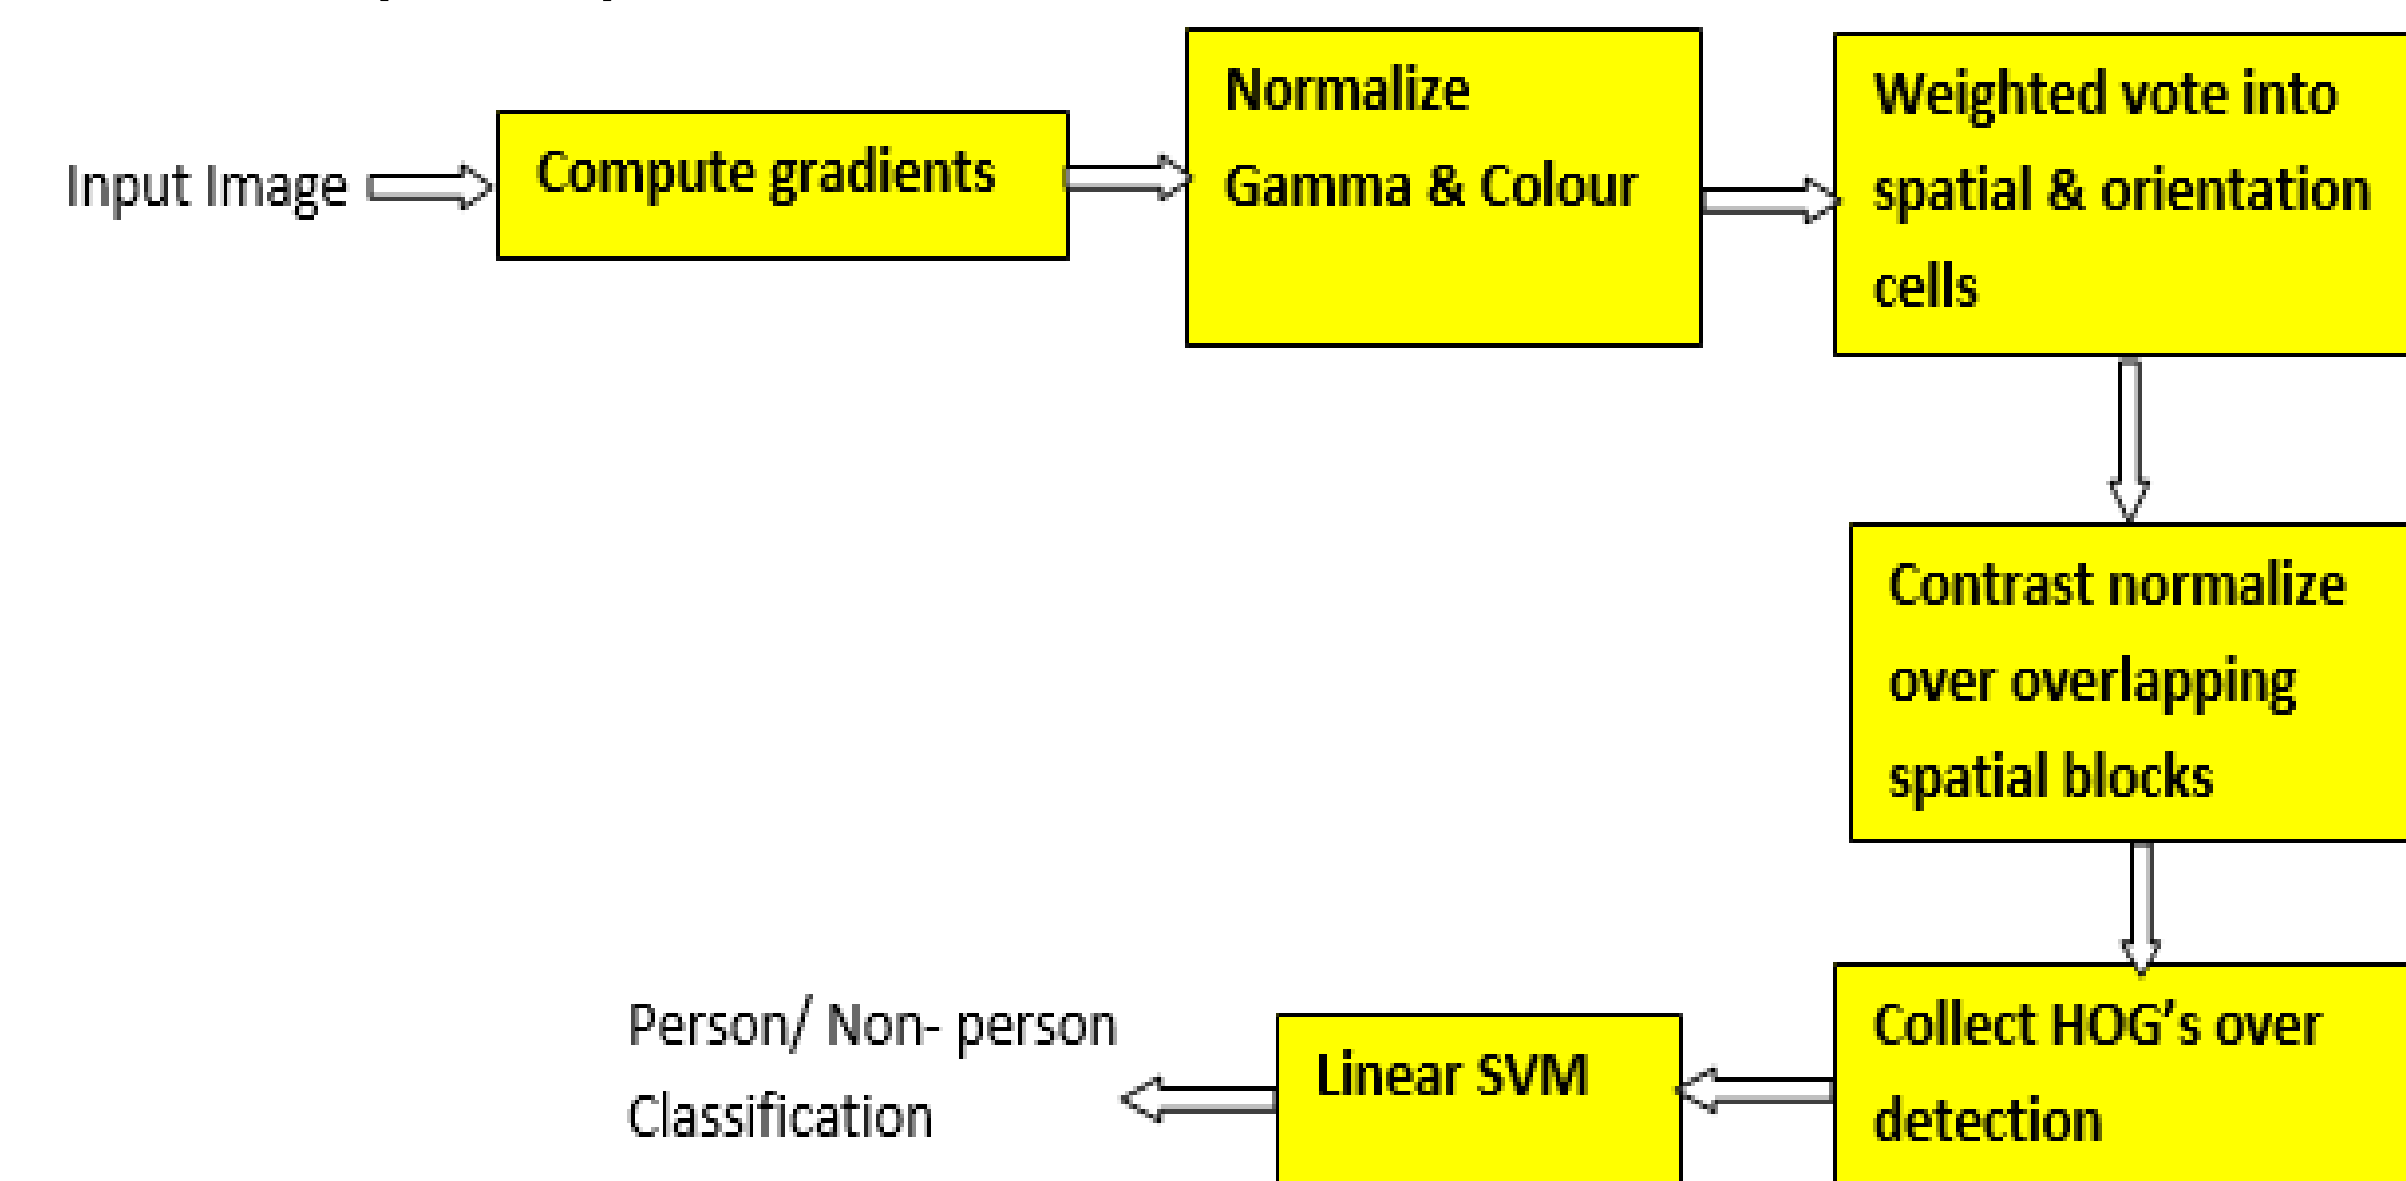 Input Image
Compute gradients
Normalize
Gamma & Colour
Weighted vote into
spatial & orientation
cells
Contrast normalize
over overlapping
spatial blocks
Collect HOG’s over
detection
Linear SVM
Person/ Non- person
Classification